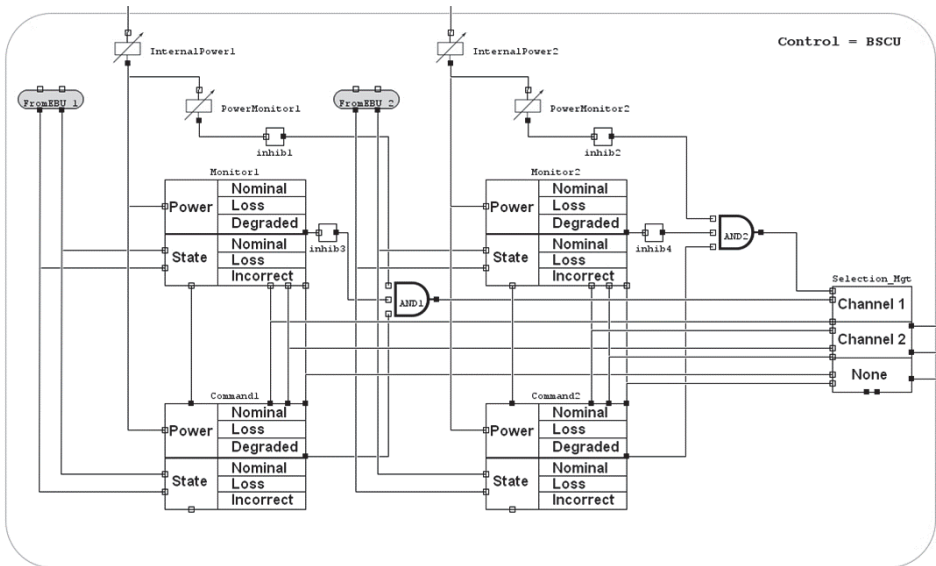 Control = BSCU
InternalPower1
InternalPower2
FromEBU_1
PowerMonitor1
FromEBU_2
PowerMonitor2
inhib1
inhib2
Monitor1
Power
Nominal
Loss
Degraded
State
Nominal
Loss
Incorrect
inhib3
Monitor2
Power
Nominal
Loss
Degraded
State
Nominal
Loss
Incorrect
inhib4
AND2
AND1
Selection_Mgt
Channel 1
Channel 2
None
Command1
Power
Nominal
Loss
Degraded
State
Nominal
Loss
Incorrect
Command2
Power
Nominal
Loss
Degraded
State
Nominal
Loss
Incorrect